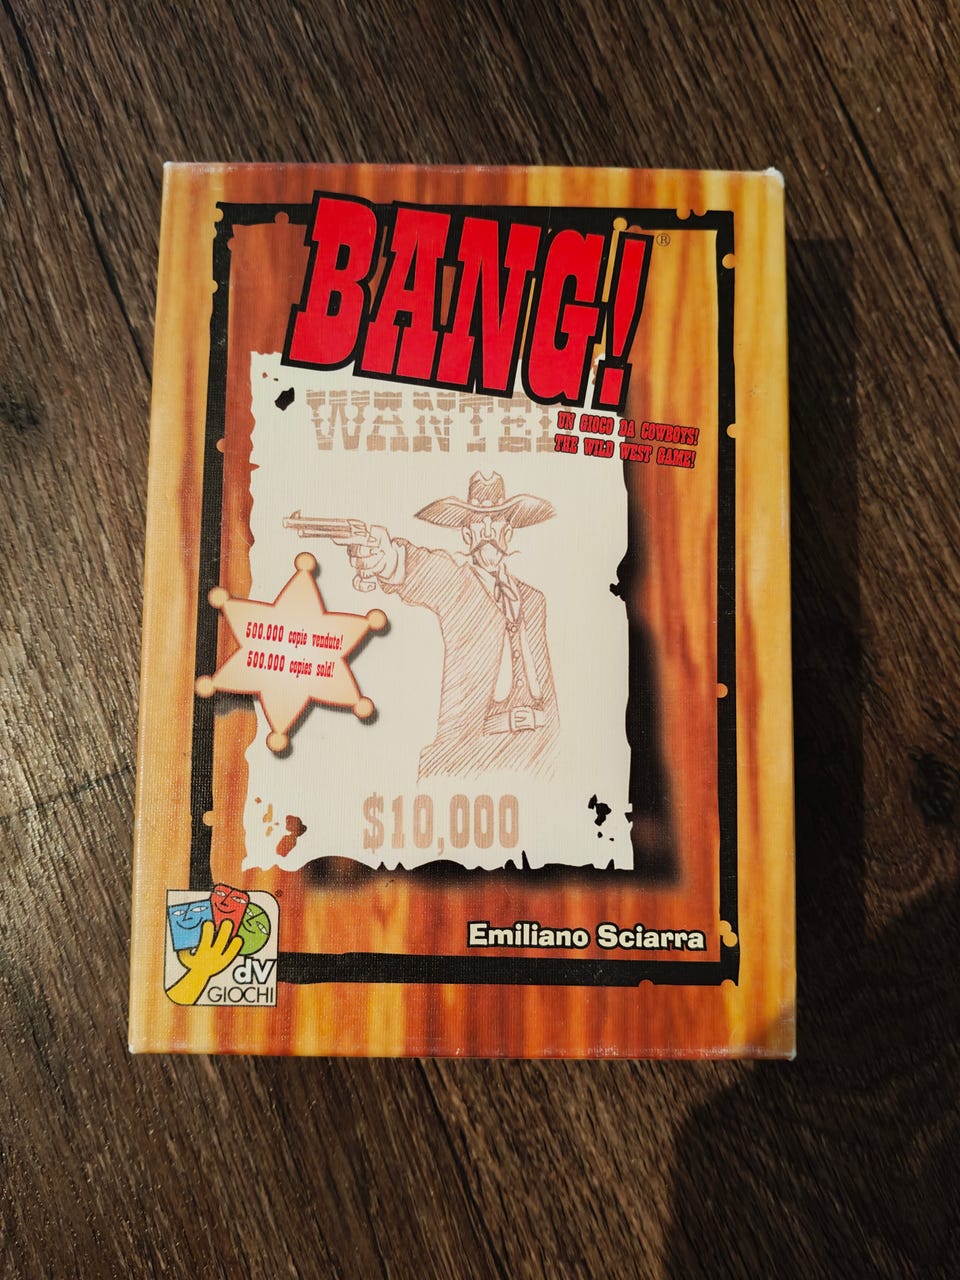 BANG!®
WANTED
UN GIOCO DA COWBOYS!
THE WILD WEST GAME!
500.000 copie vendute!
500.000 copies sold!
$10,000
Emiliano Sciarra
dV
GIOCHI